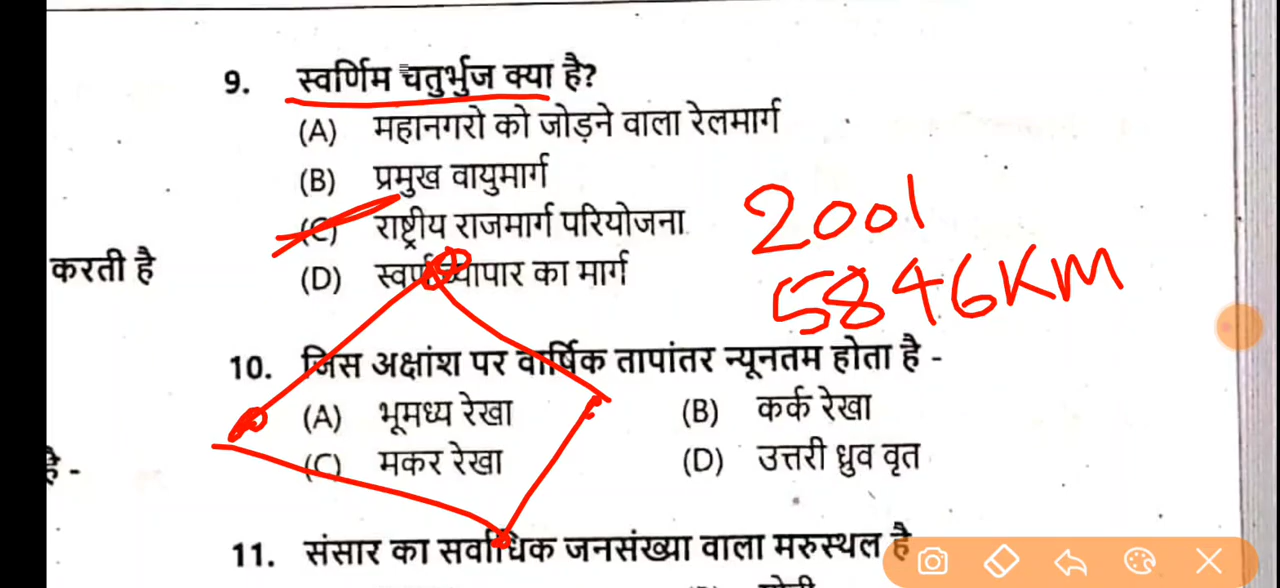 9. स्वर्णिम चतुर्भुज क्या है?
(A) महानगरो को जोड़ने वाला रेलमार्ग
(B) प्रमुख वायुमार्ग
(C) राष्ट्रीय राजमार्ग परियोजना
2001
करती है
(D) स्वर्ण व्यापार का मार्ग
5846KM
10. जिस अक्षांश पर वार्षिक तापांतर न्यूनतम होता है -
(A) भूमध्य रेखा (B) कर्क रेखा
है -
(C) मकर रेखा (D) उत्तरी ध्रुव वृत
11. संसार का सर्वाधिक जनसंख्या वाला मरुस्थल है